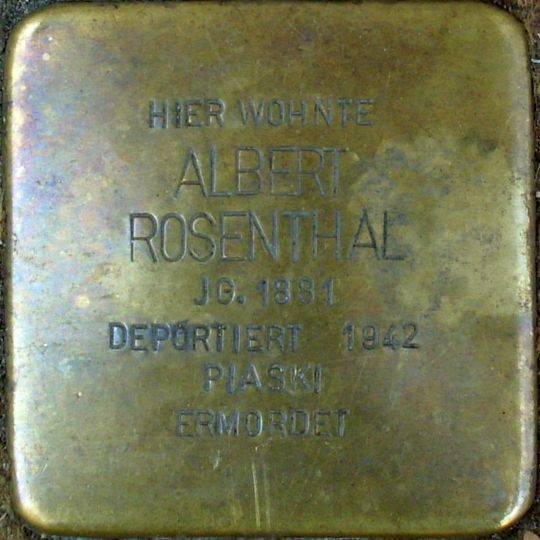 HIER WOHNTE
ALBERT
ROSENTHAL
JG. 1881
DEPORTIERT 1942
PIASKI
ERMORDET